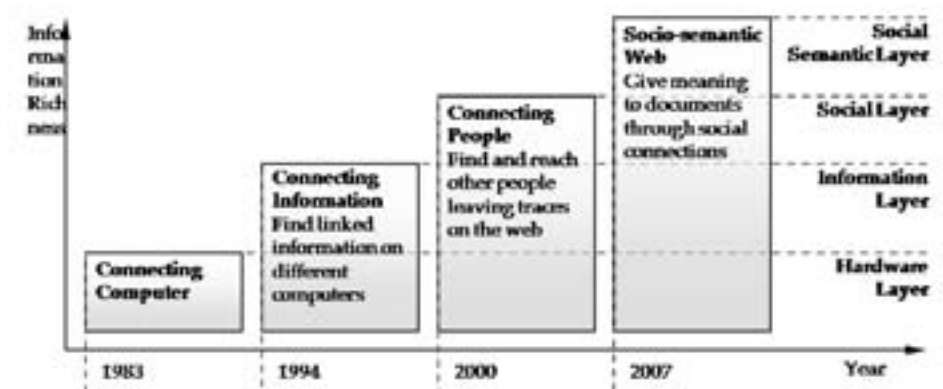 Infor
rma
tion
Rich
ness
Connecting
Computer
Connecting
Information
Find linked
information on
different
computers
Connecting
People
Find and reach
other people
leaving traces
on the web
Socio-semantic
Web
Give meaning
to documents
through social
connections
Social
Semantic Layer
Social Layer
Information
Layer
Hardware
Layer
1983
1994
2000
2007
Year